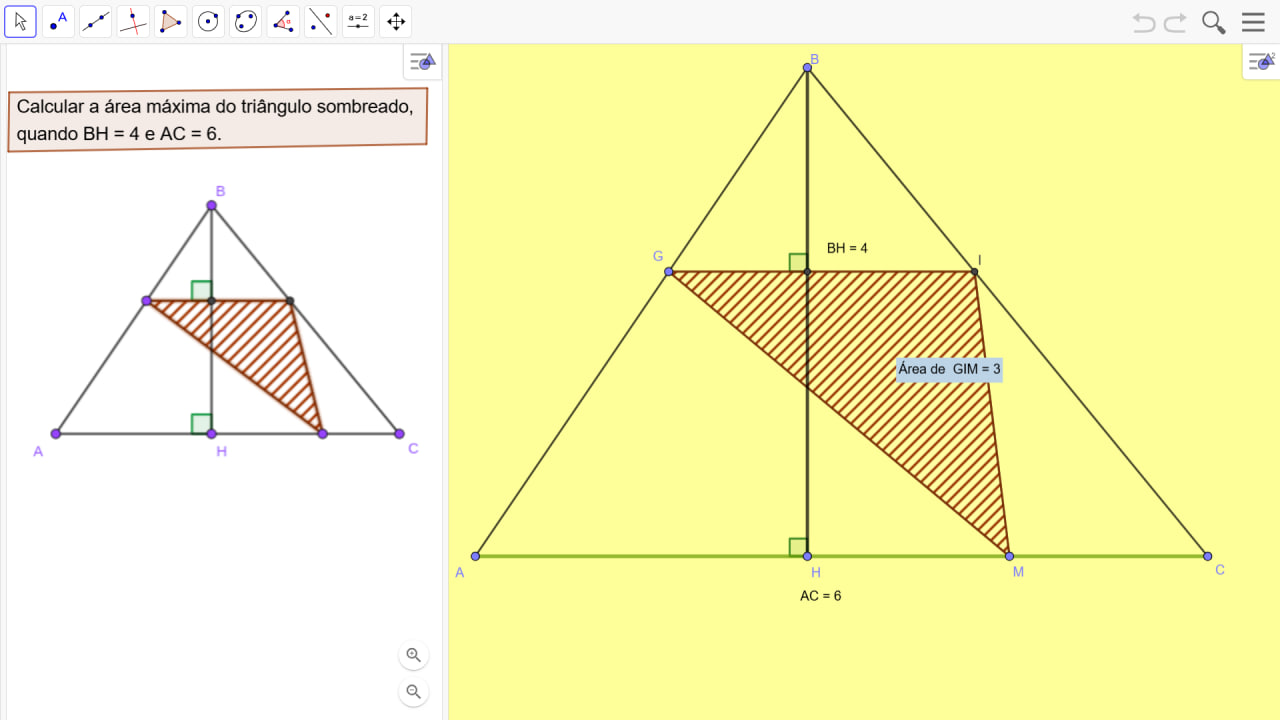 A
a=2
Calcular a área máxima do triângulo sombreado,
quando BH = 4 e AC = 6.
B
A
H
C
B
G
BH = 4
I
Área de GIM = 3
A
H
M
C
AC = 6